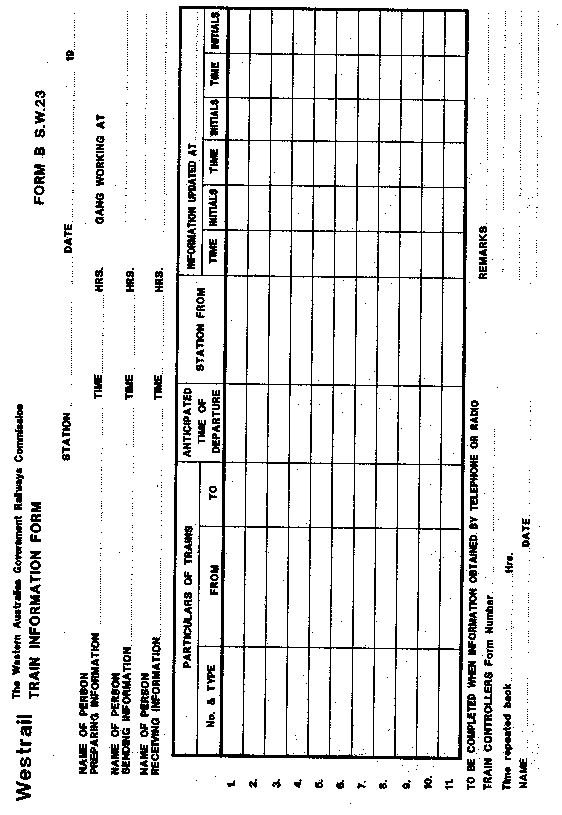 Westrail The Western Australian Government Railways Commission
TRAIN INFORMATION FORM FORM B S.W.23
STATION DATE 19
NAME OF PERSON
PREPARING INFORMATION TIME HRS. GANG WORKING AT
NAME OF PERSON
SENDING INFORMATION TIME HRS.
NAME OF PERSON
RECEIVING INFORMATION TIME HRS.
PARTICULARS OF TRAINS ANTICIPATED TIME OF DEPARTURE STATION FROM INFORMATION UPDATED AT
No. & TYPE FROM TO TIME INITIALS TIME INITIALS TIME INITIALS
1.
2.
3.
4.
5.
6.
7.
8.
9.
10.
11.
TO BE COMPLETED WHEN INFORMATION OBTAINED BY TELEPHONE OR RADIO
TRAIN CONTROLLERS Form Number REMARKS
Time repeated back Hrs.
NAME DATE